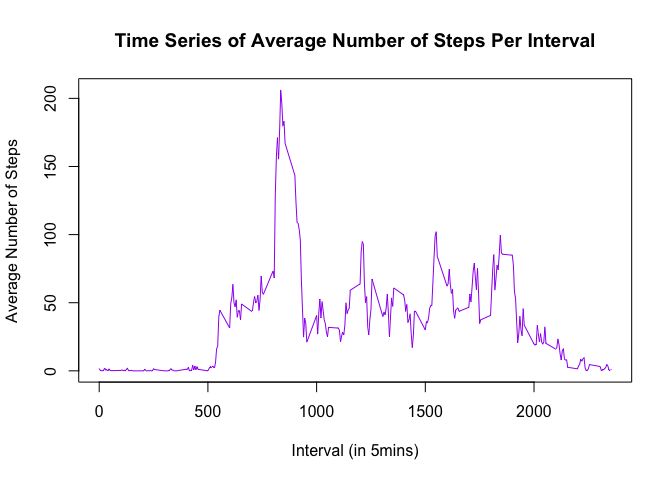 Time Series of Average Number of Steps Per Interval
Average Number of Steps
200
150
100
50
0
0 500 1000 1500 2000
Interval (in 5mins)